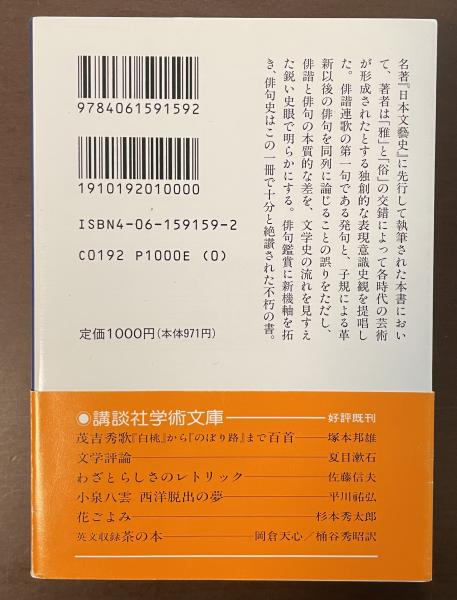 名著『日本文藝史』に先行して執筆された本書におい
て、著者は「雅」と「俗」の交錯によって各時代の芸術
が形成されたとする独創的な表現意識史観を提唱し
た。俳諧連歌の第一句である発句と、子規による革
新以後の俳句を同列に論じることの誤りをただし、
俳諧と俳句の本質的な差を、文学史の流れを見すえ
た鋭い史眼で明らかにする。俳句鑑賞に新機軸を拓
き、俳句史はこの一冊で十分と絶讃された不朽の書。
9784061591592
1910192010000
ISBN4-06-159159-2
C0192 P1000E (0)
定価1000円(本体971円)
●講談社学術文庫──好評既刊
茂吉秀歌『白桃』から『のぼり路』まで百首──塚本邦雄
文学評論──夏目漱石
わざとらしさのレトリック──佐藤信夫
小泉八雲 西洋脱出の夢──平川祐弘
花ごよみ──杉本秀太郎
英文収録茶の本──岡倉天心/桶谷秀昭訳